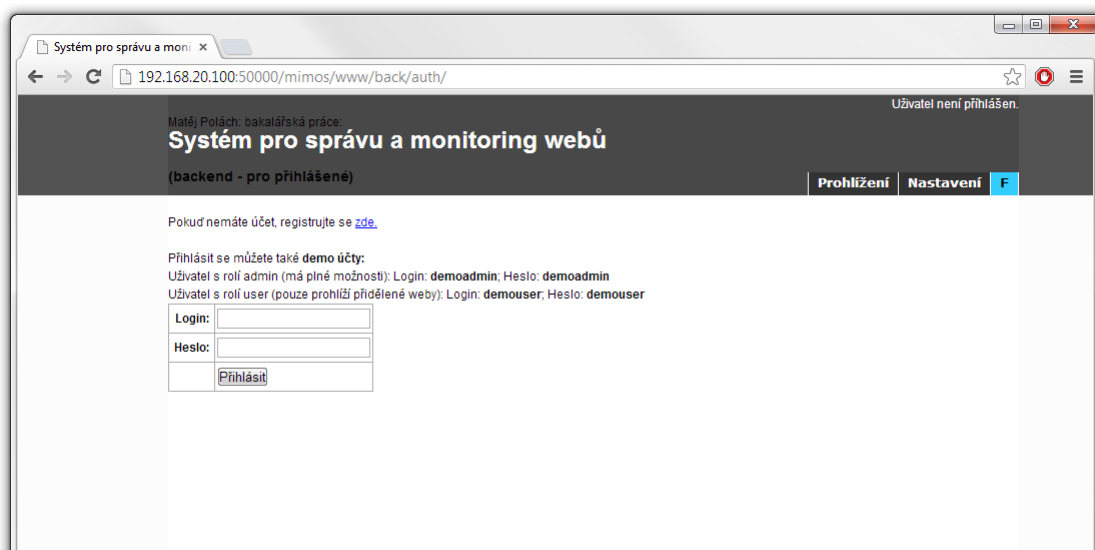 Systém pro správu a moni
192.168.20.100:50000/mimos/www/back/auth/
Uživatel není příhlášen.
Matěj Polách: bakalářská práce:
Systém pro správu a monitoring webů
(backend - pro přihlášené)
Prohlížení Nastavení F
Pokuď nemáte účet, registrujte se zde.
Přihlásit se můžete také demo účty:
Uživatel s rolí admin (má plné možnosti): Login: demoadmin; Heslo: demoadmin
Uživatel s rolí user (pouze prohlíží přidělené weby): Login: demouser; Heslo: demouser
Login:
Heslo:
Přihlásit